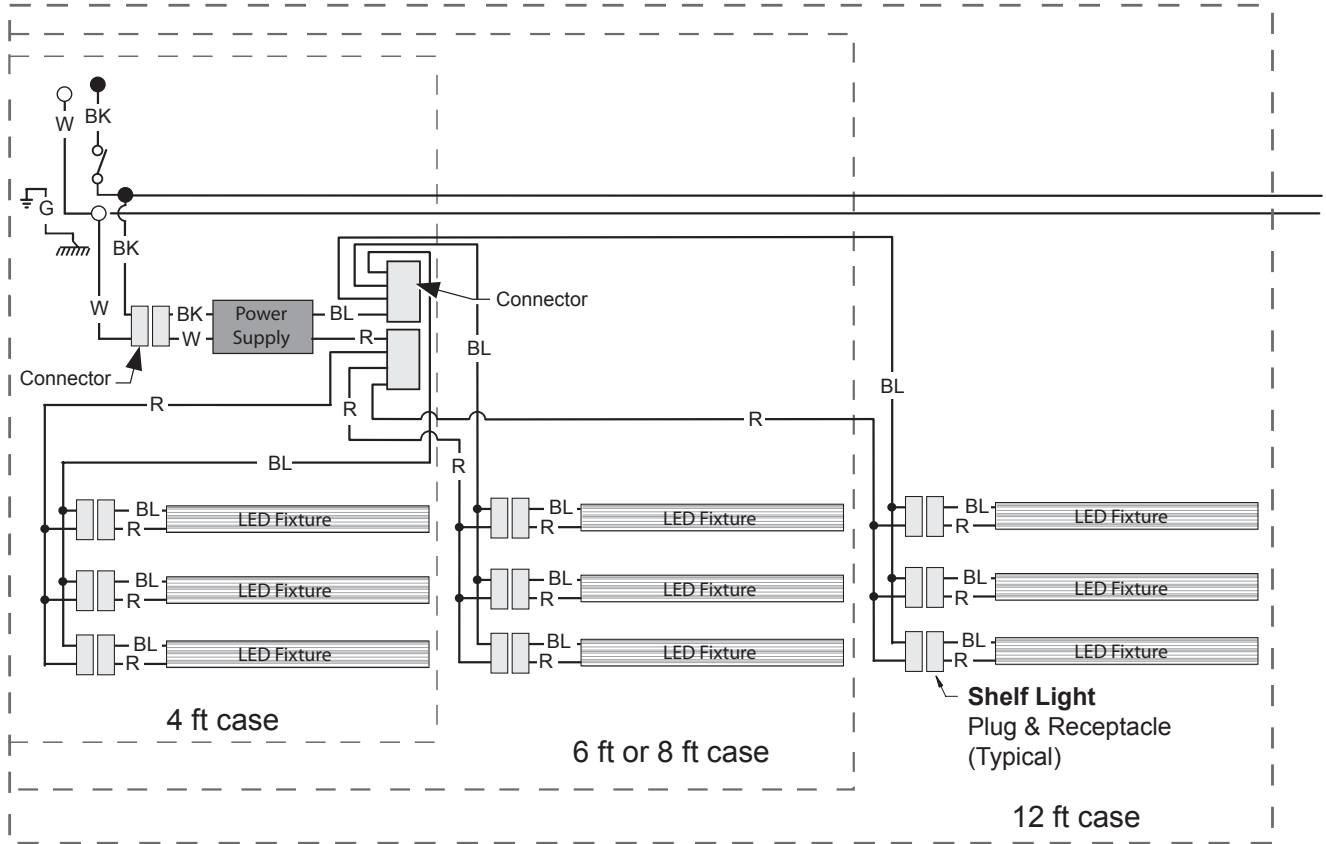 W
BK
G
BK
W
BK
W
Power
Supply
BL
R
Connector
Connector
BL
BL
R
R
R
BL
R
BL
R
LED Fixture
BL
R
LED Fixture
BL
R
LED Fixture
BL
R
LED Fixture
BL
R
LED Fixture
BL
R
LED Fixture
BL
R
LED Fixture
BL
R
LED Fixture
BL
R
LED Fixture
4 ft case
6 ft or 8 ft case
Shelf Light
Plug & Receptacle
(Typical)
12 ft case